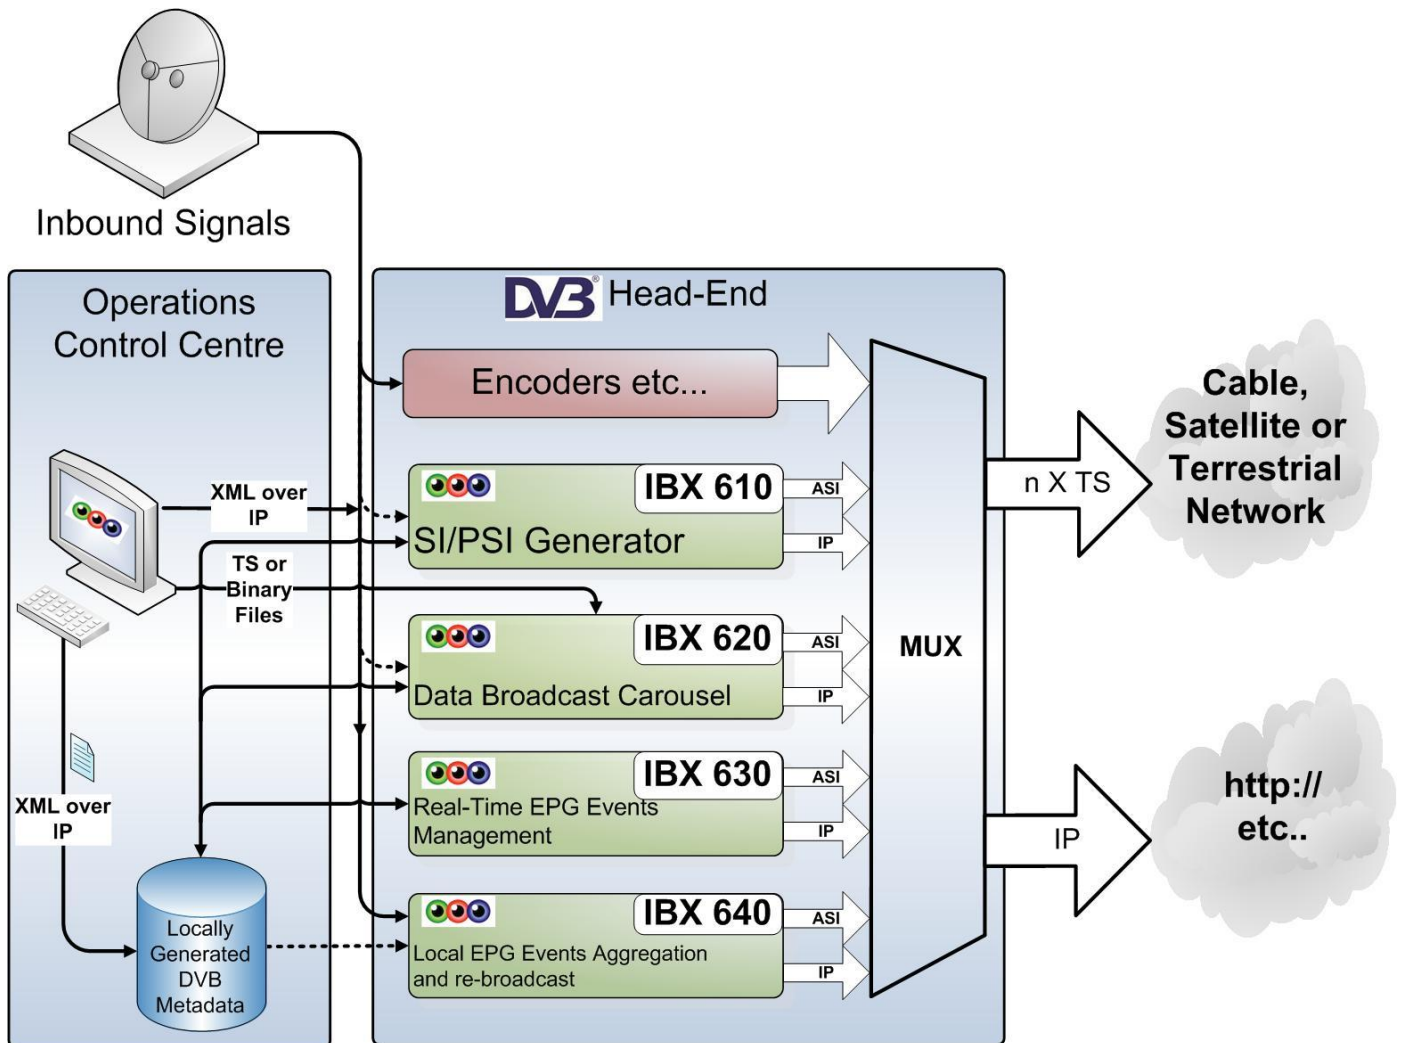 Inbound Signals
Operations
Control Centre
DVB® Head-End
Encoders etc...
XML over
IP
IBX 610
SI/PSI Generator
ASI
IP
TS or
Binary
Files
IBX 620
Data Broadcast Carousel
ASI
IP
IBX 630
Real-Time EPG Events
Management
ASI
IP
XML over
IP
Locally
Generated
DVB
Metadata
IBX 640
Local EPG Events Aggregation
and re-broadcast
ASI
IP
MUX
n X TS
Cable,
Satellite or
Terrestrial
Network
IP
http://
etc..